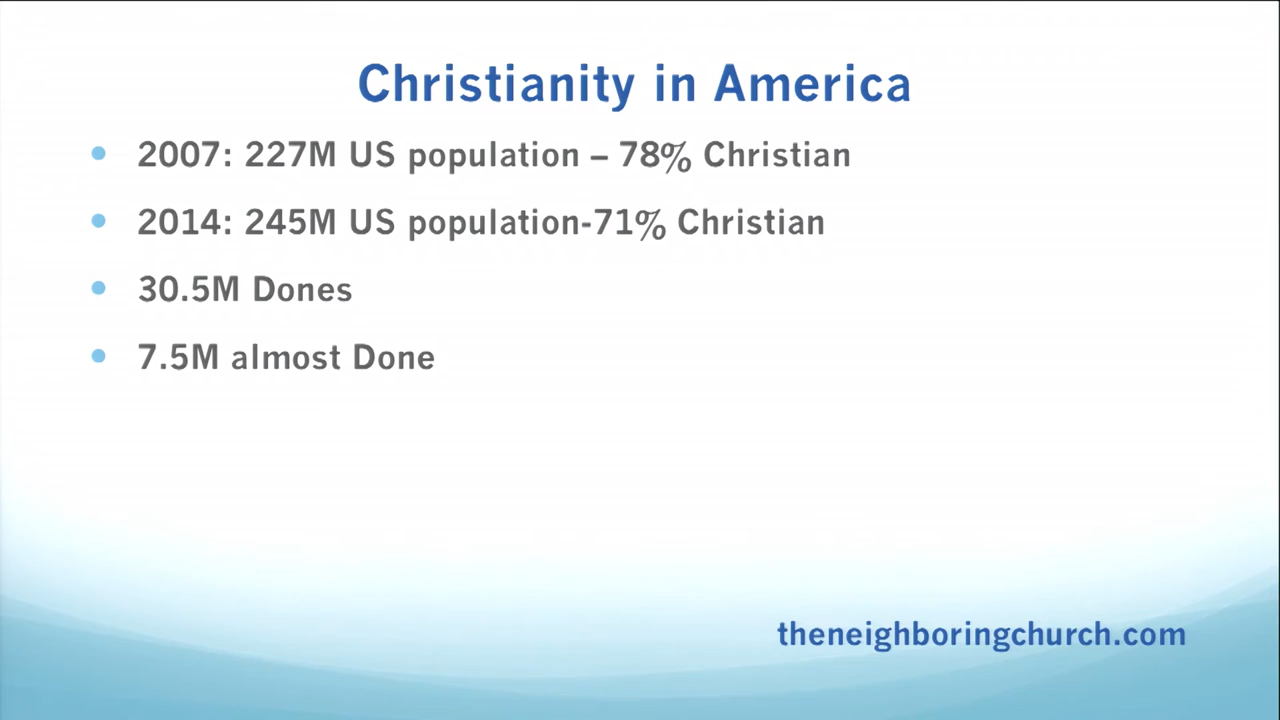 Christianity in America
• 2007: 227M US population – 78% Christian
• 2014: 245M US population-71% Christian
• 30.5M Dones
• 7.5M almost Done
theneighboringchurch.com